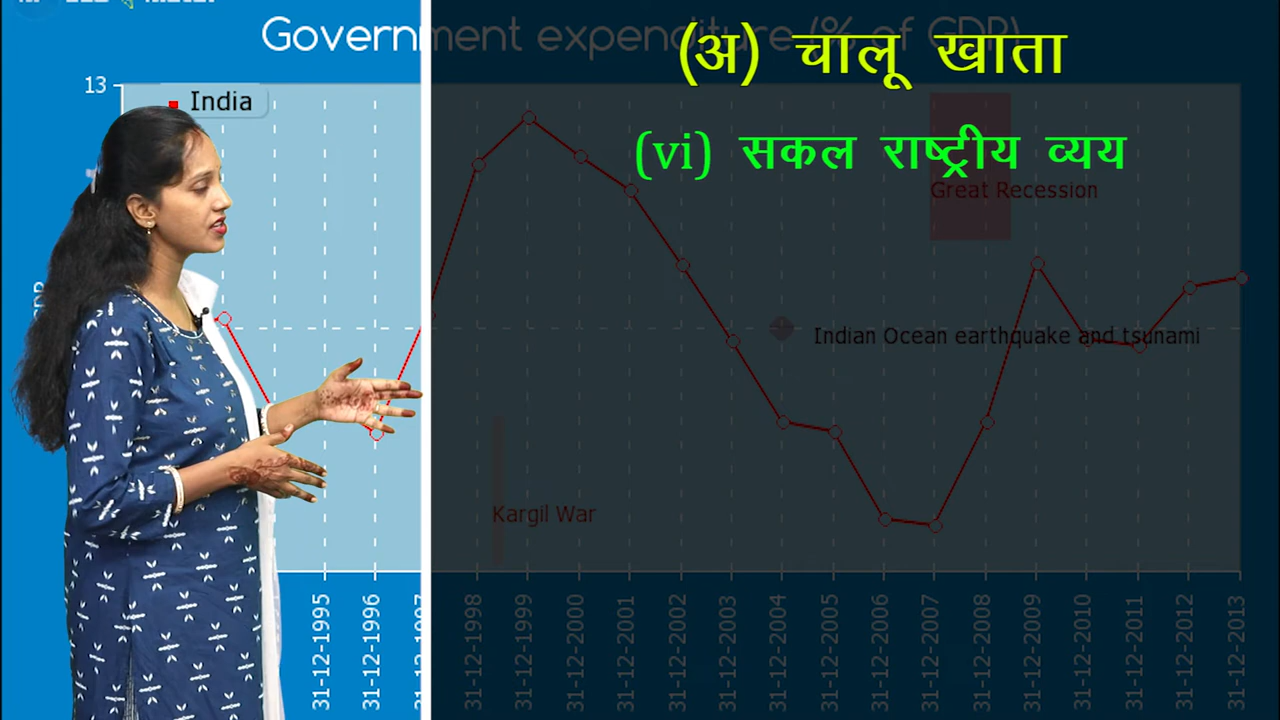 Government expenditure (% of GDP)
(अ) चालू खाता
13
India
(vi) सकल राष्ट्रीय व्यय
Great Recession
Indian Ocean earthquake and tsunami
Kargil War
31-12-1995
31-12-1996
31-12-1998
31-12-1999
31-12-2000
31-12-2001
31-12-2002
31-12-2003
31-12-2004
31-12-2005
31-12-2006
31-12-2007
31-12-2008
31-12-2009
31-12-2010
31-12-2011
31-12-2012
31-12-2013